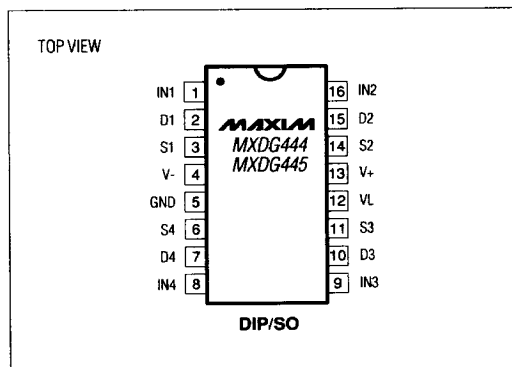 TOP VIEW
IN1 1 16 IN2
D1 2 15 D2
S1 3 14 S2
V- 4 13 V+
GND 5 12 VL
S4 6 11 S3
D4 7 10 D3
IN4 8 9 IN3
MAXIM
MXDG444
MXDG445
DIP/SO